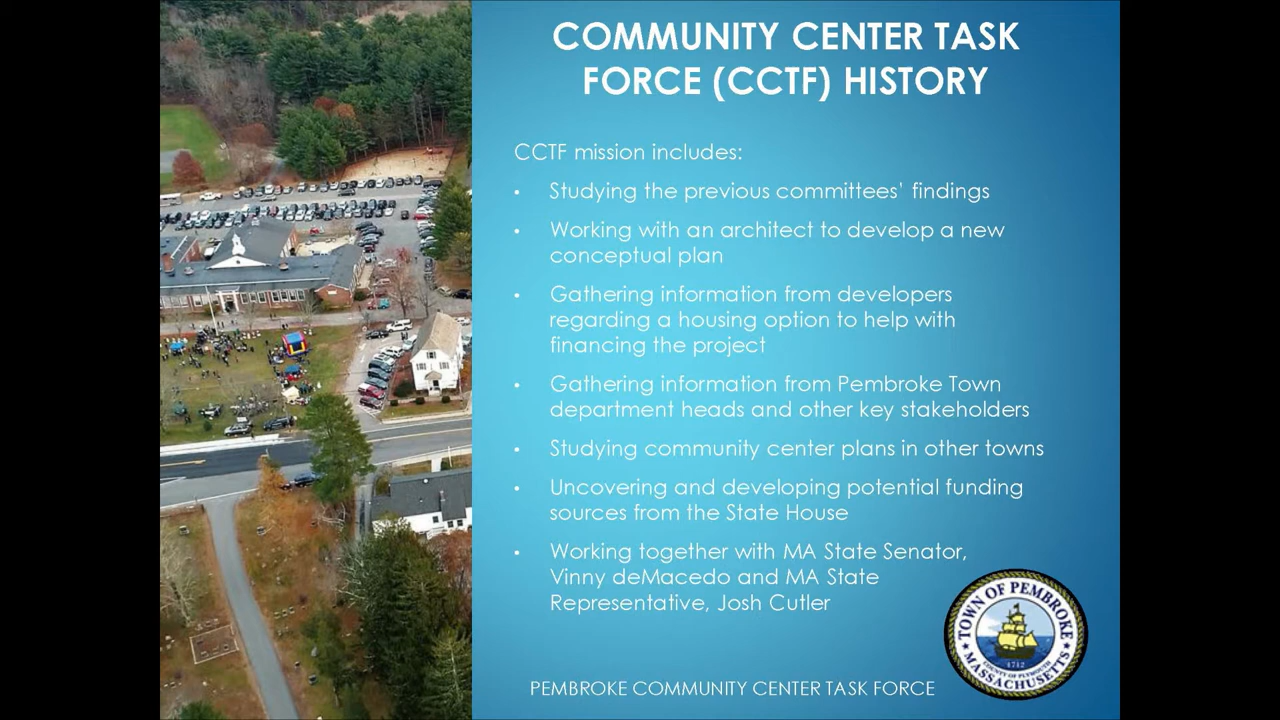 COMMUNITY CENTER TASK
FORCE (CCTF) HISTORY
CCTF mission includes:
• Studying the previous committees' findings
• Working with an architect to develop a new
conceptual plan
• Gathering information from developers
regarding a housing option to help with
financing the project
• Gathering information from Pembroke Town
department heads and other key stakeholders
• Studying community center plans in other towns
• Uncovering and developing potential funding
sources from the State House
• Working together with MA State Senator,
Vinny deMacedo and MA State
Representative, Josh Cutler
TOWN OF PEMBROKE
1712
COUNTY OF PLYMOUTH
MASSACHUSETTS
PEMBROKE COMMUNITY CENTER TASK FORCE